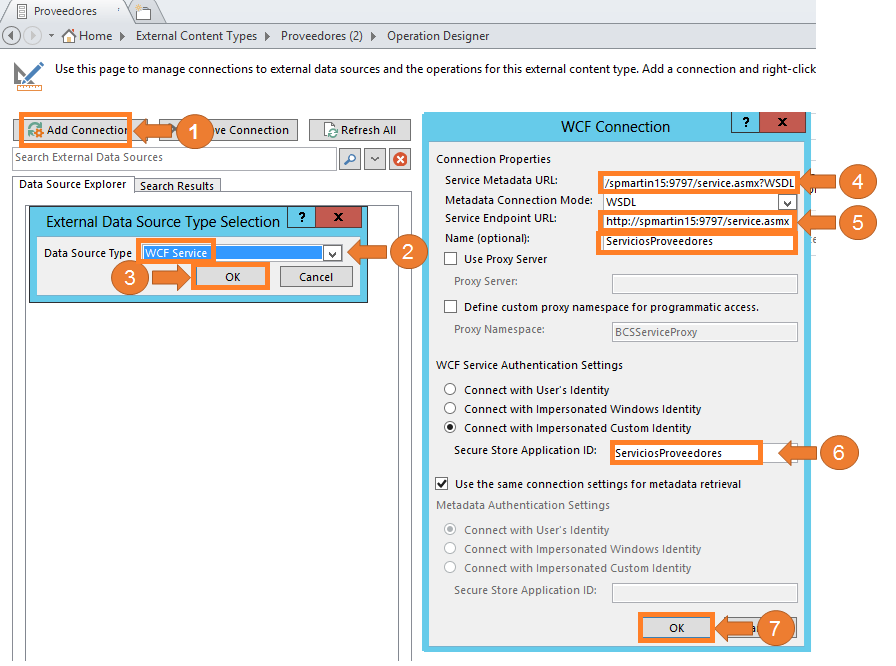 Proveedores
Home External Content Types Proveedores (2) Operation Designer
Use this page to manage connections to external data sources and the operations for this external content type. Add a connection and right-click
Add Connection 1 ve Connection Refresh All
Search External Data Sources
Data Source Explorer Search Results
External Data Source Type Selection ? X
Data Source Type WCF Service 2
3 OK Cancel
WCF Connection ? X
Connection Properties
Service Metadata URL: /spmartin15:9797/service.asmx?WSDL 4
Metadata Connection Mode: WSDL
Service Endpoint URL: http://spmartin15:9797/service.asmx 5
Name (optional): ServiciosProveedores
Use Proxy Server
Proxy Server:
Define custom proxy namespace for programmatic access.
Proxy Namespace: BCSServiceProxy
WCF Service Authentication Settings
Connect with User's Identity
Connect with Impersonated Windows Identity
Connect with Impersonated Custom Identity
Secure Store Application ID: ServiciosProveedores 6
Use the same connection settings for metadata retrieval
Metadata Authentication Settings
Connect with User's Identity
Connect with Impersonated Windows Identity
Connect with Impersonated Custom Identity
Secure Store Application ID:
OK 7